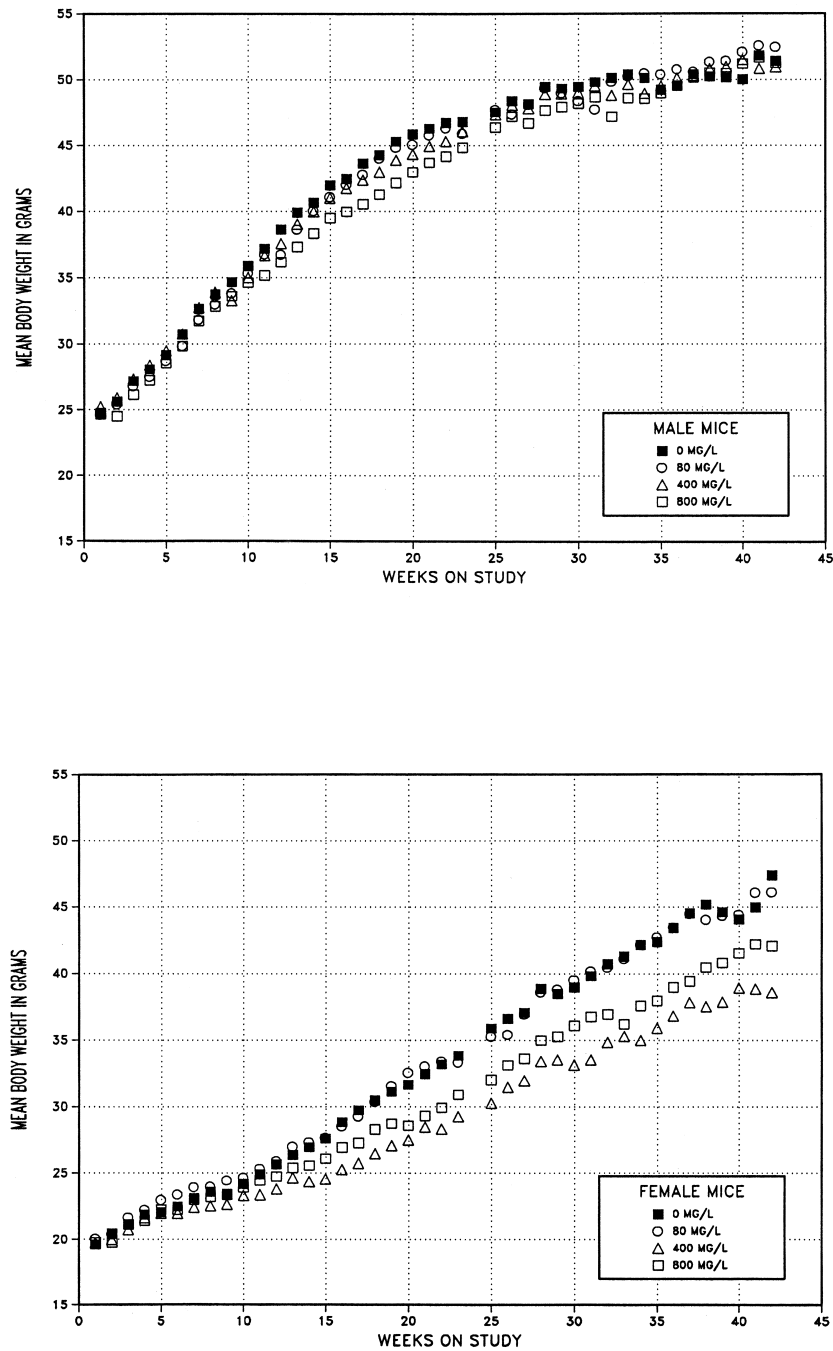 55
50
45
40
35
30
25
20
15
MEAN BODY WEIGHT IN GRAMS
MALE MICE
0 MG/L
80 MG/L
400 MG/L
800 MG/L
0 5 10 15 20 25 30 35 40 45
WEEKS ON STUDY
55
50
45
40
35
30
25
20
15
MEAN BODY WEIGHT IN GRAMS
FEMALE MICE
0 MG/L
80 MG/L
400 MG/L
800 MG/L
0 5 10 15 20 25 30 35 40 45
WEEKS ON STUDY